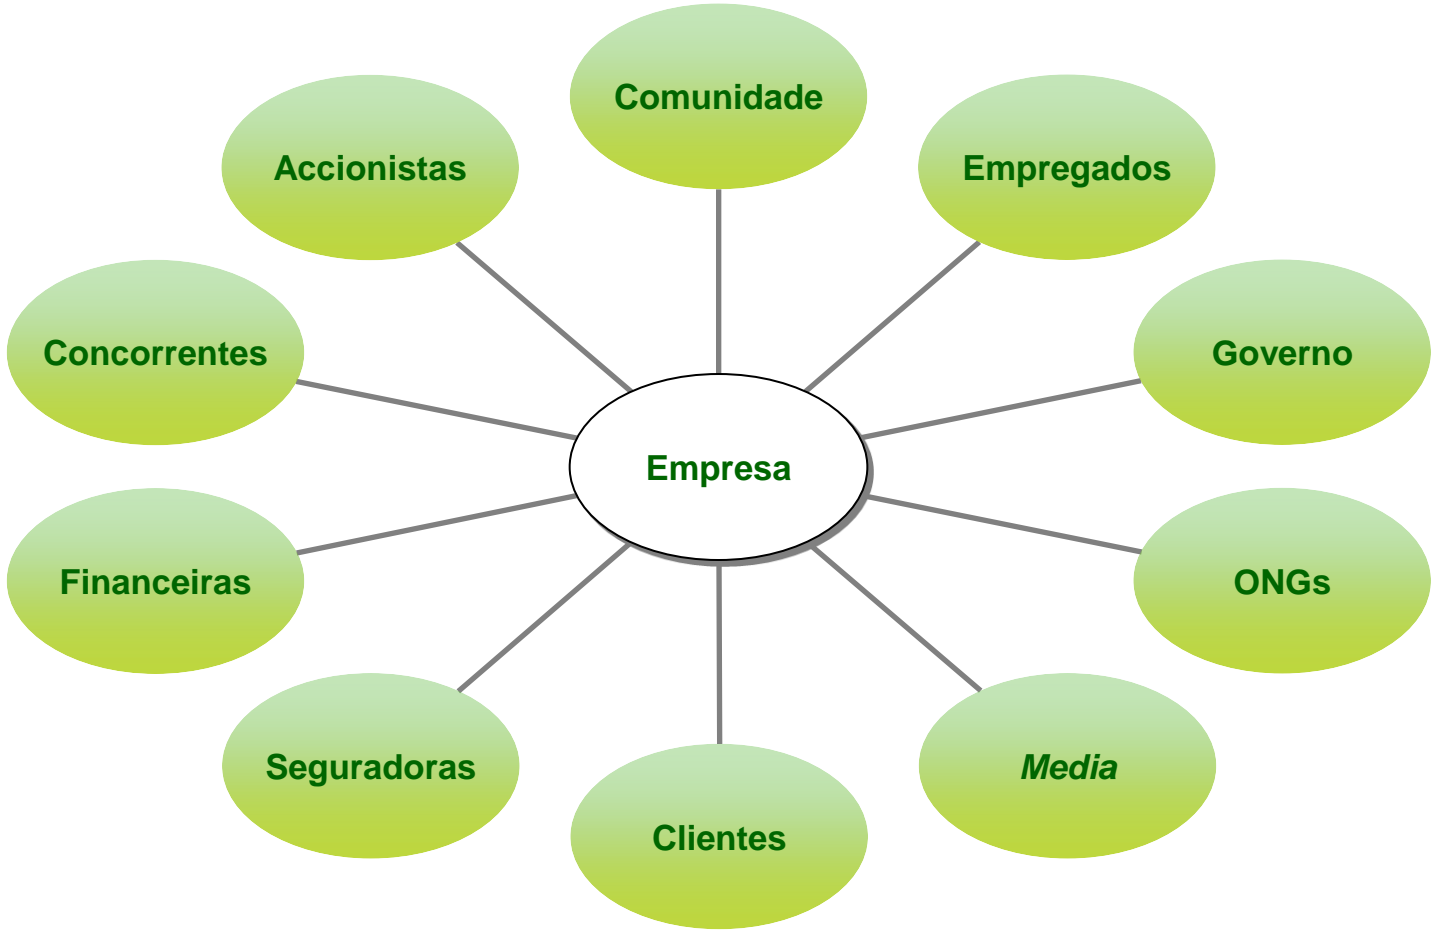 Comunidade
Accionistas
Empregados
Concorrentes
Governo
Empresa
Financeiras
ONGs
Seguradoras
Media
Clientes